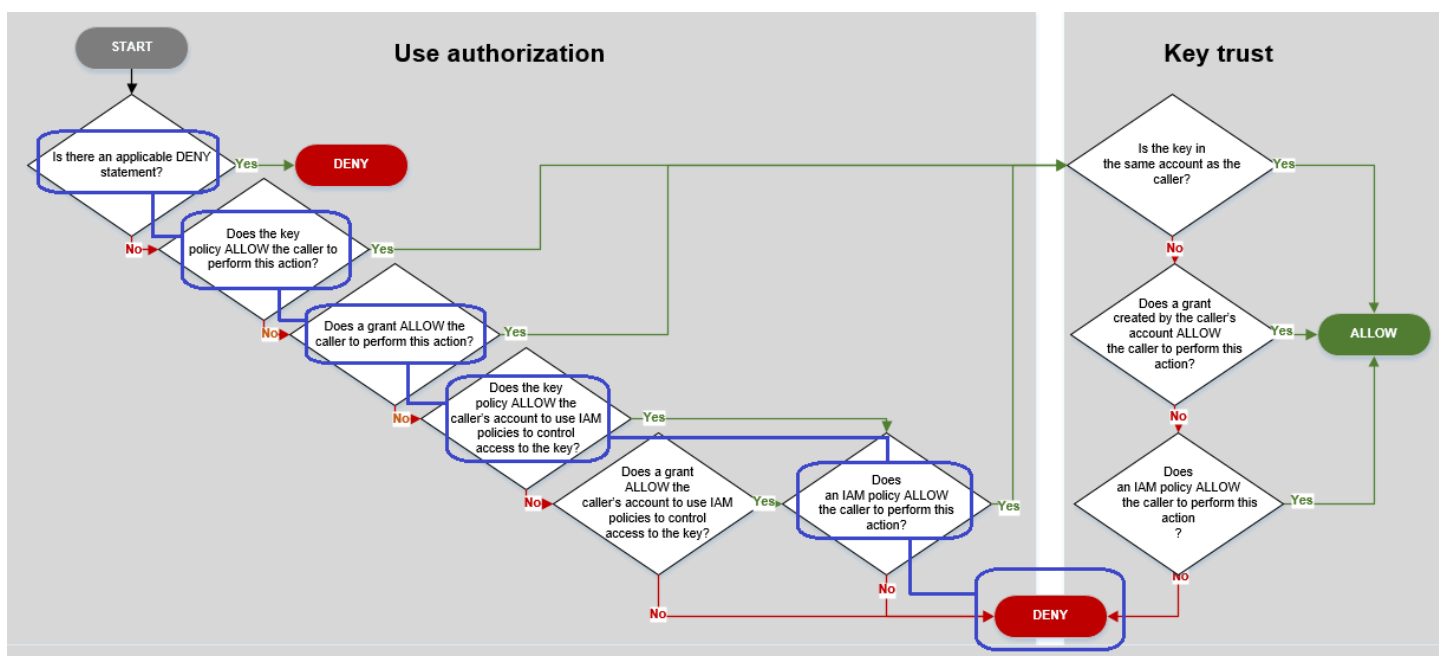 START
Use authorization
Key trust
Is there an applicable DENY
statement?
Yes
DENY
No
Does the key
policy ALLOW the caller to
perform this action?
Yes
No
Does a grant ALLOW the
caller to perform this action?
Yes
No
Does the key
policy ALLOW the
caller's account to use IAM
policies to control
access to the key?
Yes
No
Does a grant
ALLOW the
caller's account to use IAM
policies to control
access to the key?
Yes
No
Does
an IAM policy ALLOW
the caller to perform this
action?
Yes
No
DENY
Is the key in
the same account as the
caller?
Yes
No
Does a grant
created by the caller's
account ALLOW
the caller to perform this
action?
Yes
ALLOW
No
Does
an IAM policy ALLOW
the caller to perform this
action
?
Yes
No